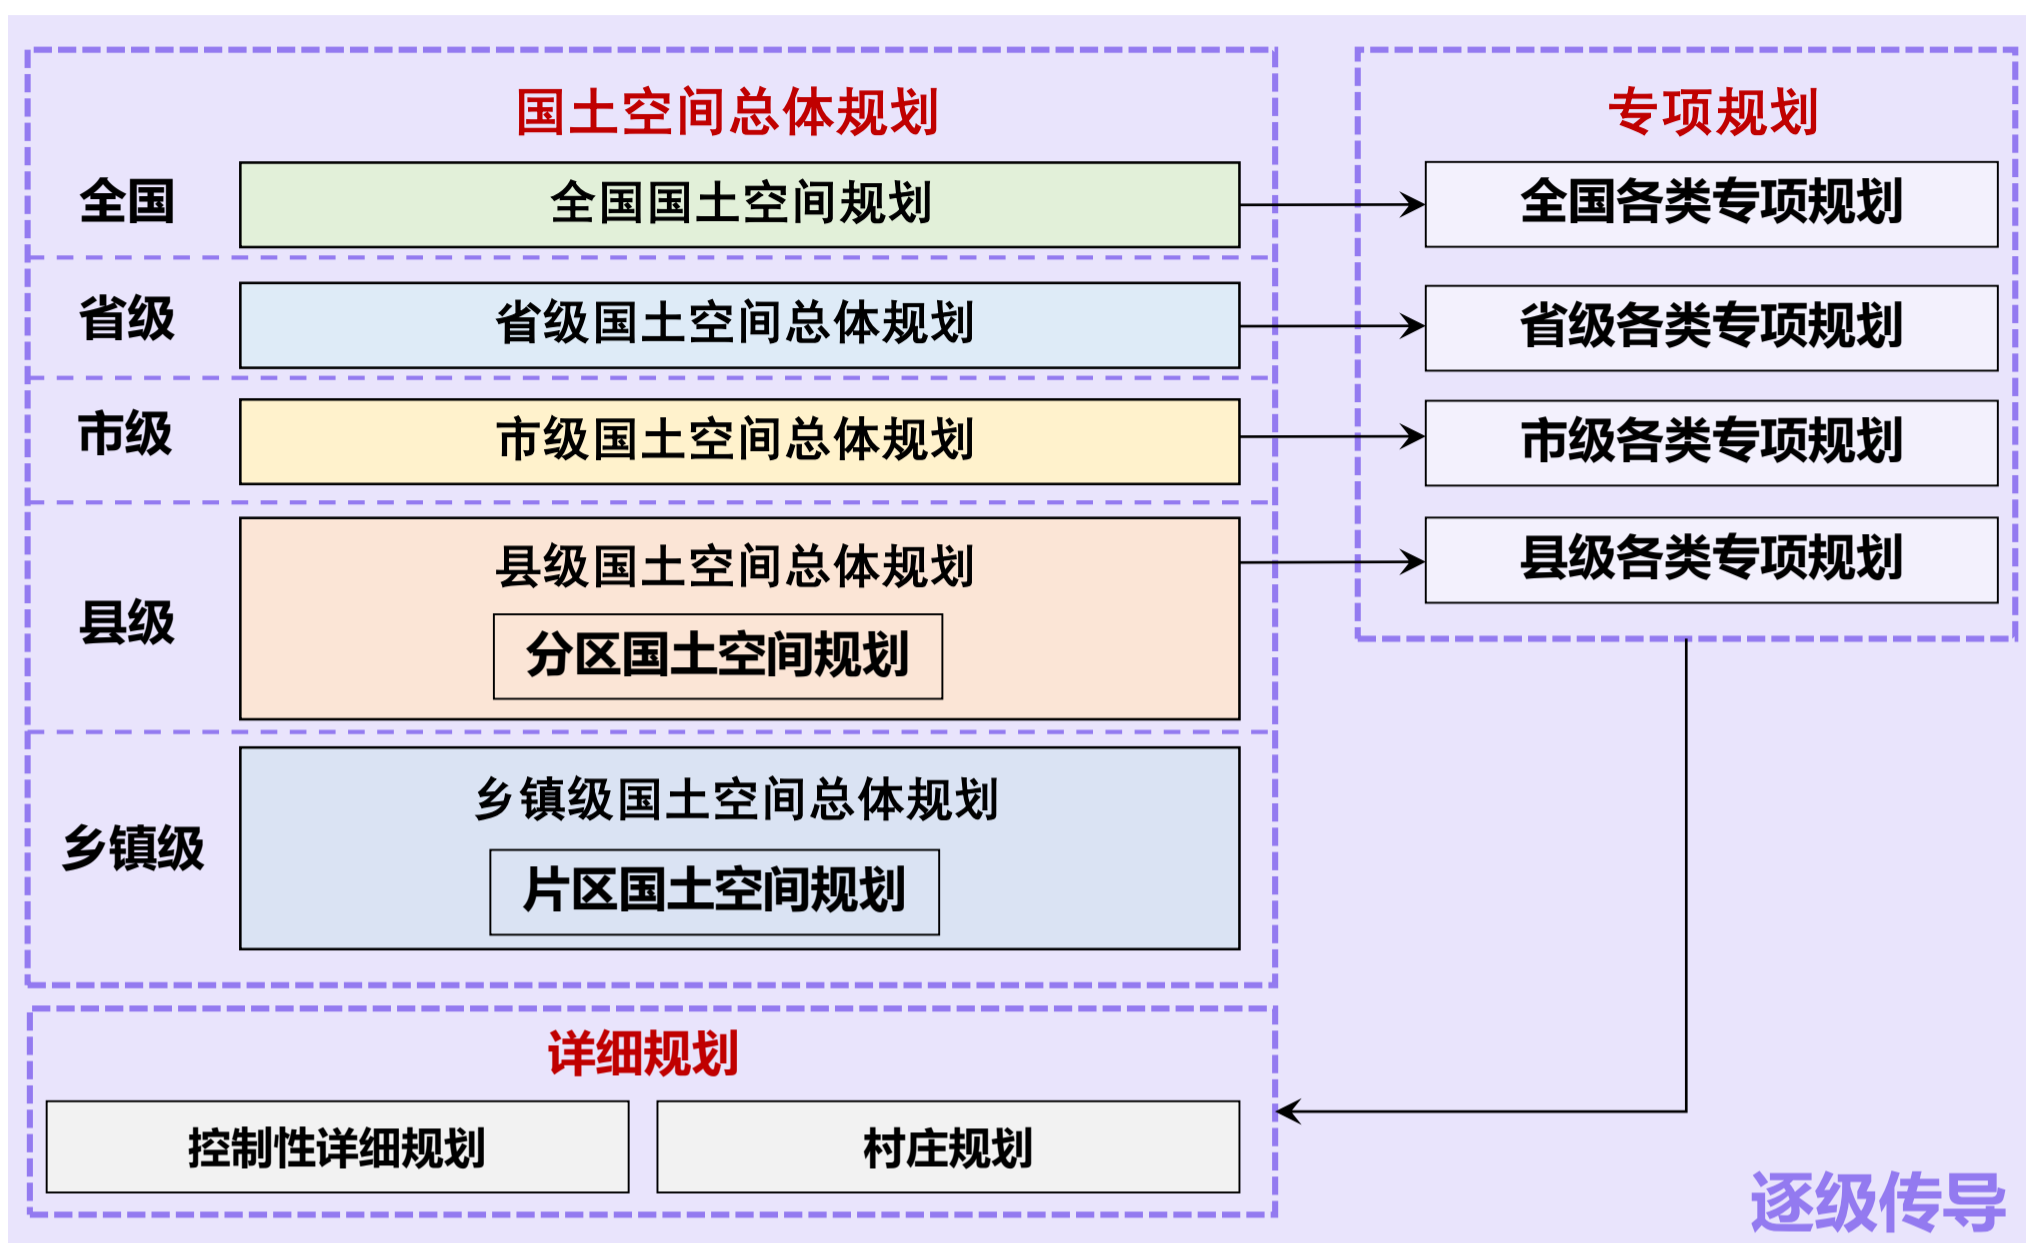 国土空间总体规划
专项规划
全国
全国国土空间规划
全国各类专项规划
省级
省级国土空间总体规划
省级各类专项规划
市级
市级国土空间总体规划
市级各类专项规划
县级
县级国土空间总体规划
分区国土空间规划
县级各类专项规划
乡镇级
乡镇级国土空间总体规划
片区国土空间规划
详细规划
控制性详细规划
村庄规划
逐级传导